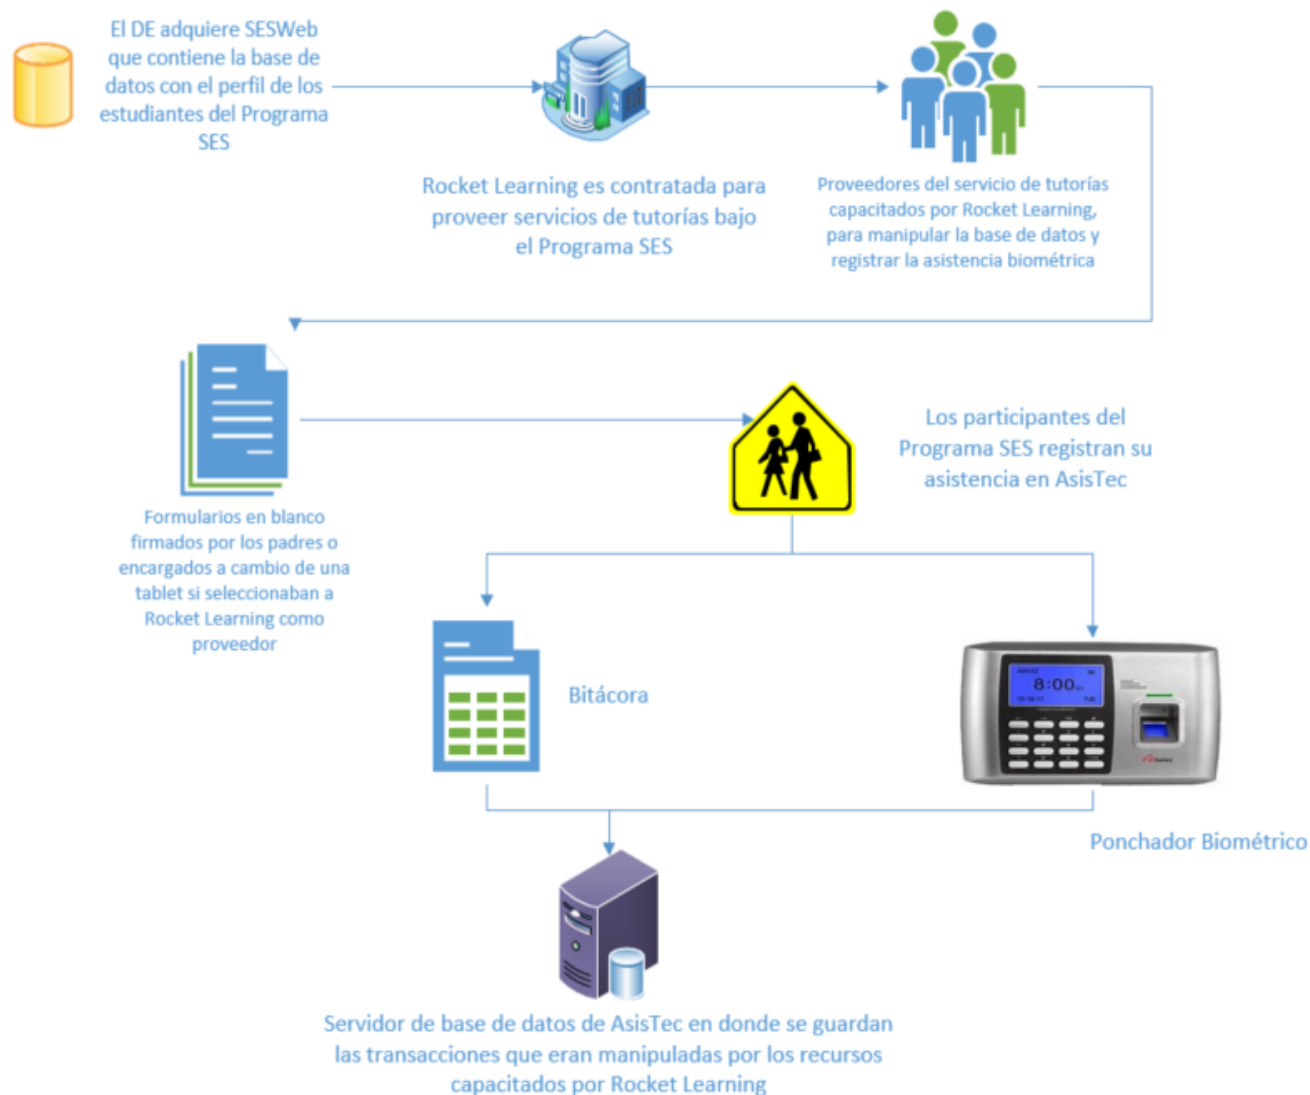 El DE adquiere SESWeb
que contiene la base de
datos con el perfil de los
estudiantes del Programa
SES
Rocket Learning es contratada para
proveer servicios de tutorías bajo
el Programa SES
Proveedores del servicio de tutorías
capacitados por Rocket Learning,
para manipular la base de datos y
registrar la asistencia biométrica
Formularios en blanco
firmados por los padres o
encargados a cambio de una
tablet si seleccionaban a
Rocket Learning como
proveedor
Los participantes del
Programa SES registran su
asistencia en AsisTec
Bitácora
8:00
TUE
Ponchador Biométrico
Servidor de base de datos de AsisTec en donde se guardan
las transacciones que eran manipuladas por los recursos
capacitados por Rocket Learning